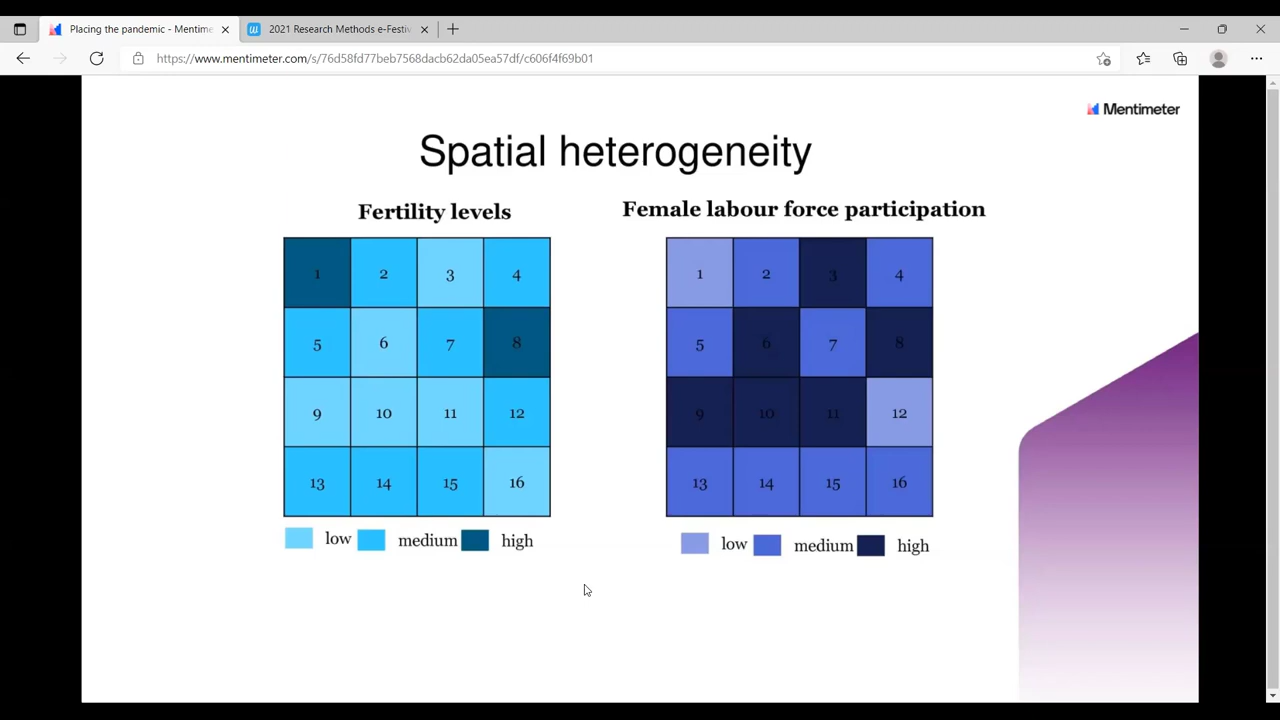 Placing the pandemic - Mentime
2021 Research Methods e-Festiv
https://www.mentimeter.com/s/76d58fd77beb7568dacb62da05ea57df/c606f4f69b01
Mentimeter
Spatial heterogeneity
Fertility levels
1 2 3 4
5 6 7 8
9 10 11 12
13 14 15 16
low medium high
Female labour force participation
1 2 3 4
5 6 7 8
9 10 11 12
13 14 15 16
low medium high